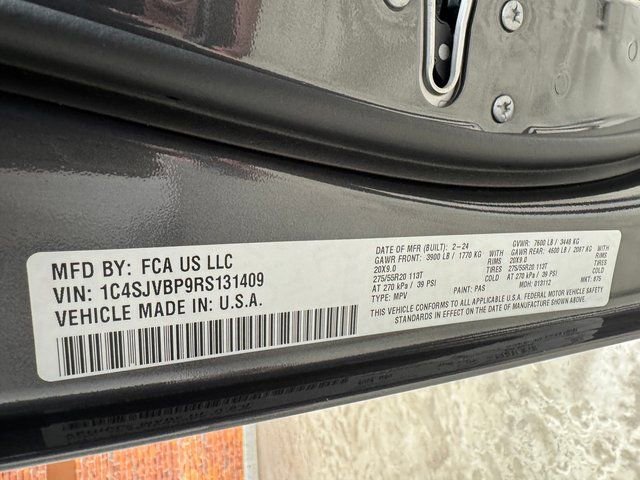 MFD BY: FCA US LLC
VIN: 1C4SJVBP9RS131409
VEHICLE MADE IN: U.S.A.
DATE OF MFR (BUILT): 2-24 GVWR: 7600 LB / 3448 KG
GAWR FRONT: 3900 LB / 1770 KG WITH GAWR REAR: 4600 LB / 2087 KG WITH
20X9.0 RIMS 20X9.0 RIMS
275/55R20 113T TIRES 275/55R20 113T TIRES
AT 270 kPa / 39 PSI COLD AT 270 kPa / 39 PSI COLD
TYPE: MPV PAINT: PAS MDH: 013112 MKT: 875
THIS VEHICLE CONFORMS TO ALL APPLICABLE U.S.A. FEDERAL MOTOR VEHICLE SAFETY
STANDARDS IN EFFECT ON THE DATE OF MANUFACTURE SHOWN ABOVE.